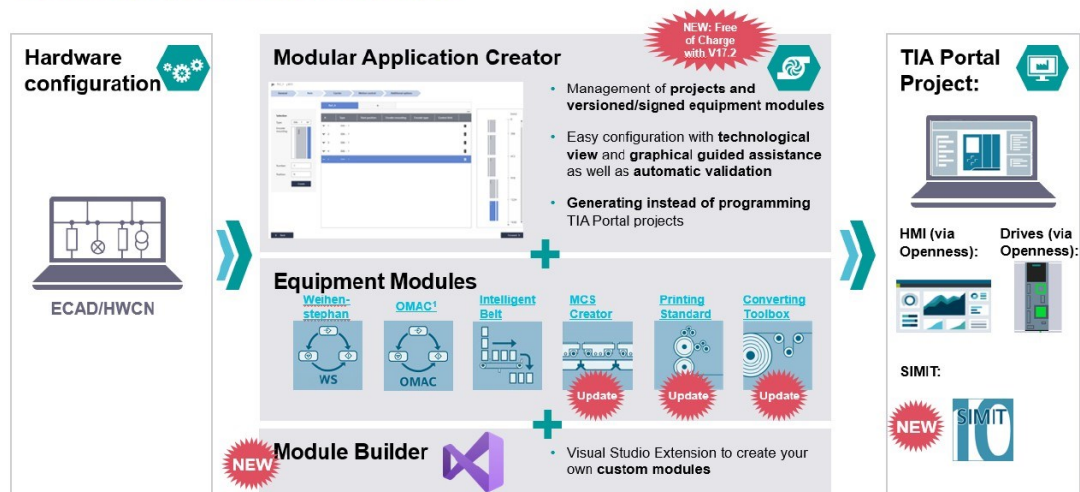 Hardware
configuration
ECAD/HWCN
Modular Application Creator
NEW: Free
of Charge
with V17.2
• Management of projects and
versioned/signed equipment modules
• Easy configuration with technological
view and graphical guided assistance
as well as automatic validation
• Generating instead of programming
TIA Portal projects
Equipment Modules
Weihen-
stephan
WS
OMAC¹
OMAC
Intelligent
Belt
MCS
Creator
Update
Printing
Standard
Update
Converting
Toolbox
Update
NEW
Module Builder
• Visual Studio Extension to create your
own custom modules
TIA Portal
Project:
HMI (via
Openness):
Drives (via
Openness):
SIMIT:
NEW
SIMIT
10